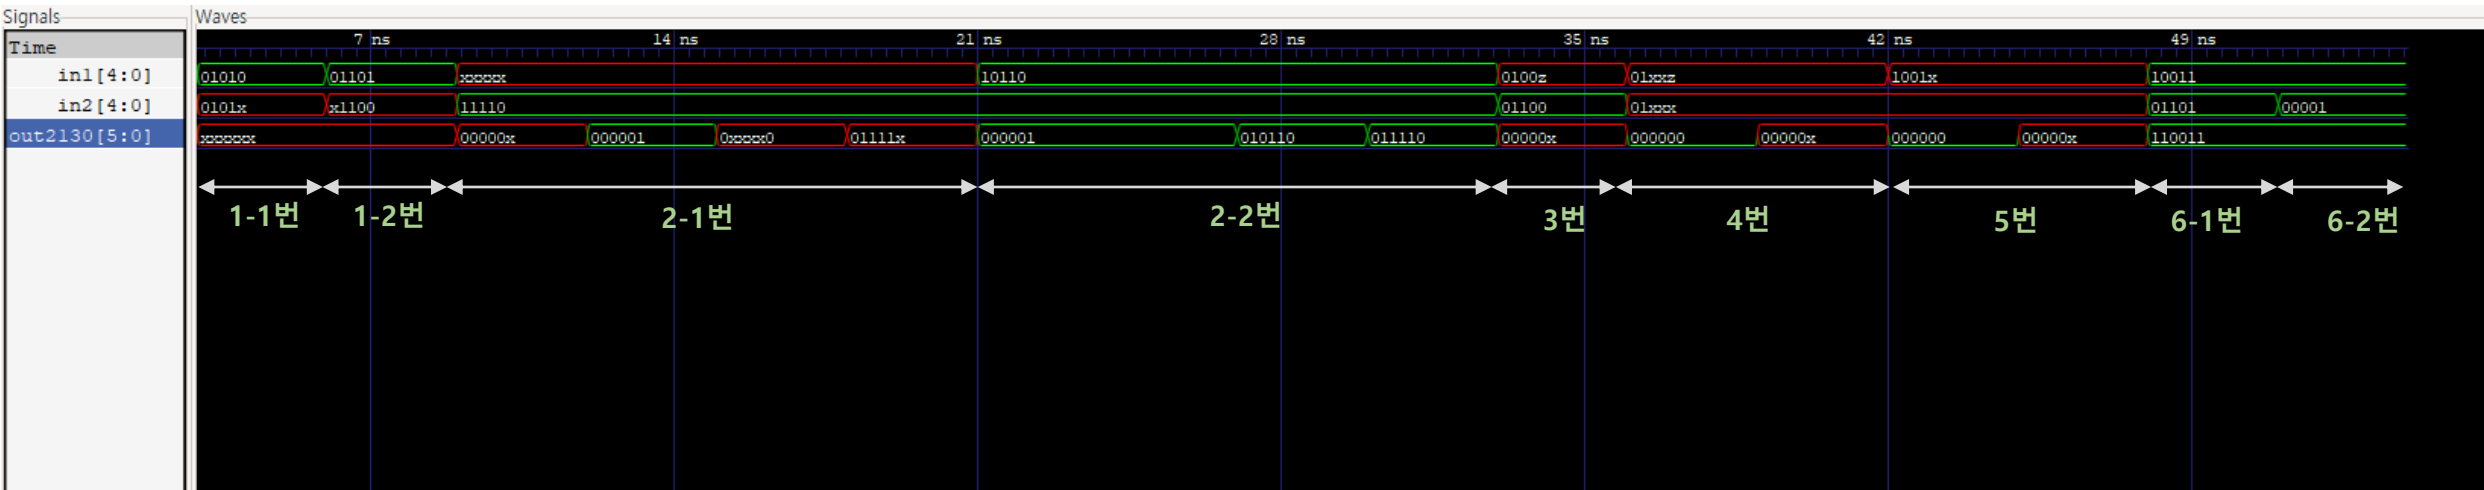 Signals Waves
Time 7 ns 14 ns 21 ns 28 ns 35 ns 42 ns 49 ns
in1[4:0] 01010 01101 xxxxx 10110 0100z 01xxz 1001x 10011
in2[4:0] 0101x x1100 11110 01100 01xxx 01101 00001
out2130[5:0] xxxxxx 00000x 000001 0xxxx0 01111x 000001 010110 011110 00000x 000000 00000x 000000 00000x 110011
1-1번 1-2번 2-1번 2-2번 3번 4번 5번 6-1번 6-2번